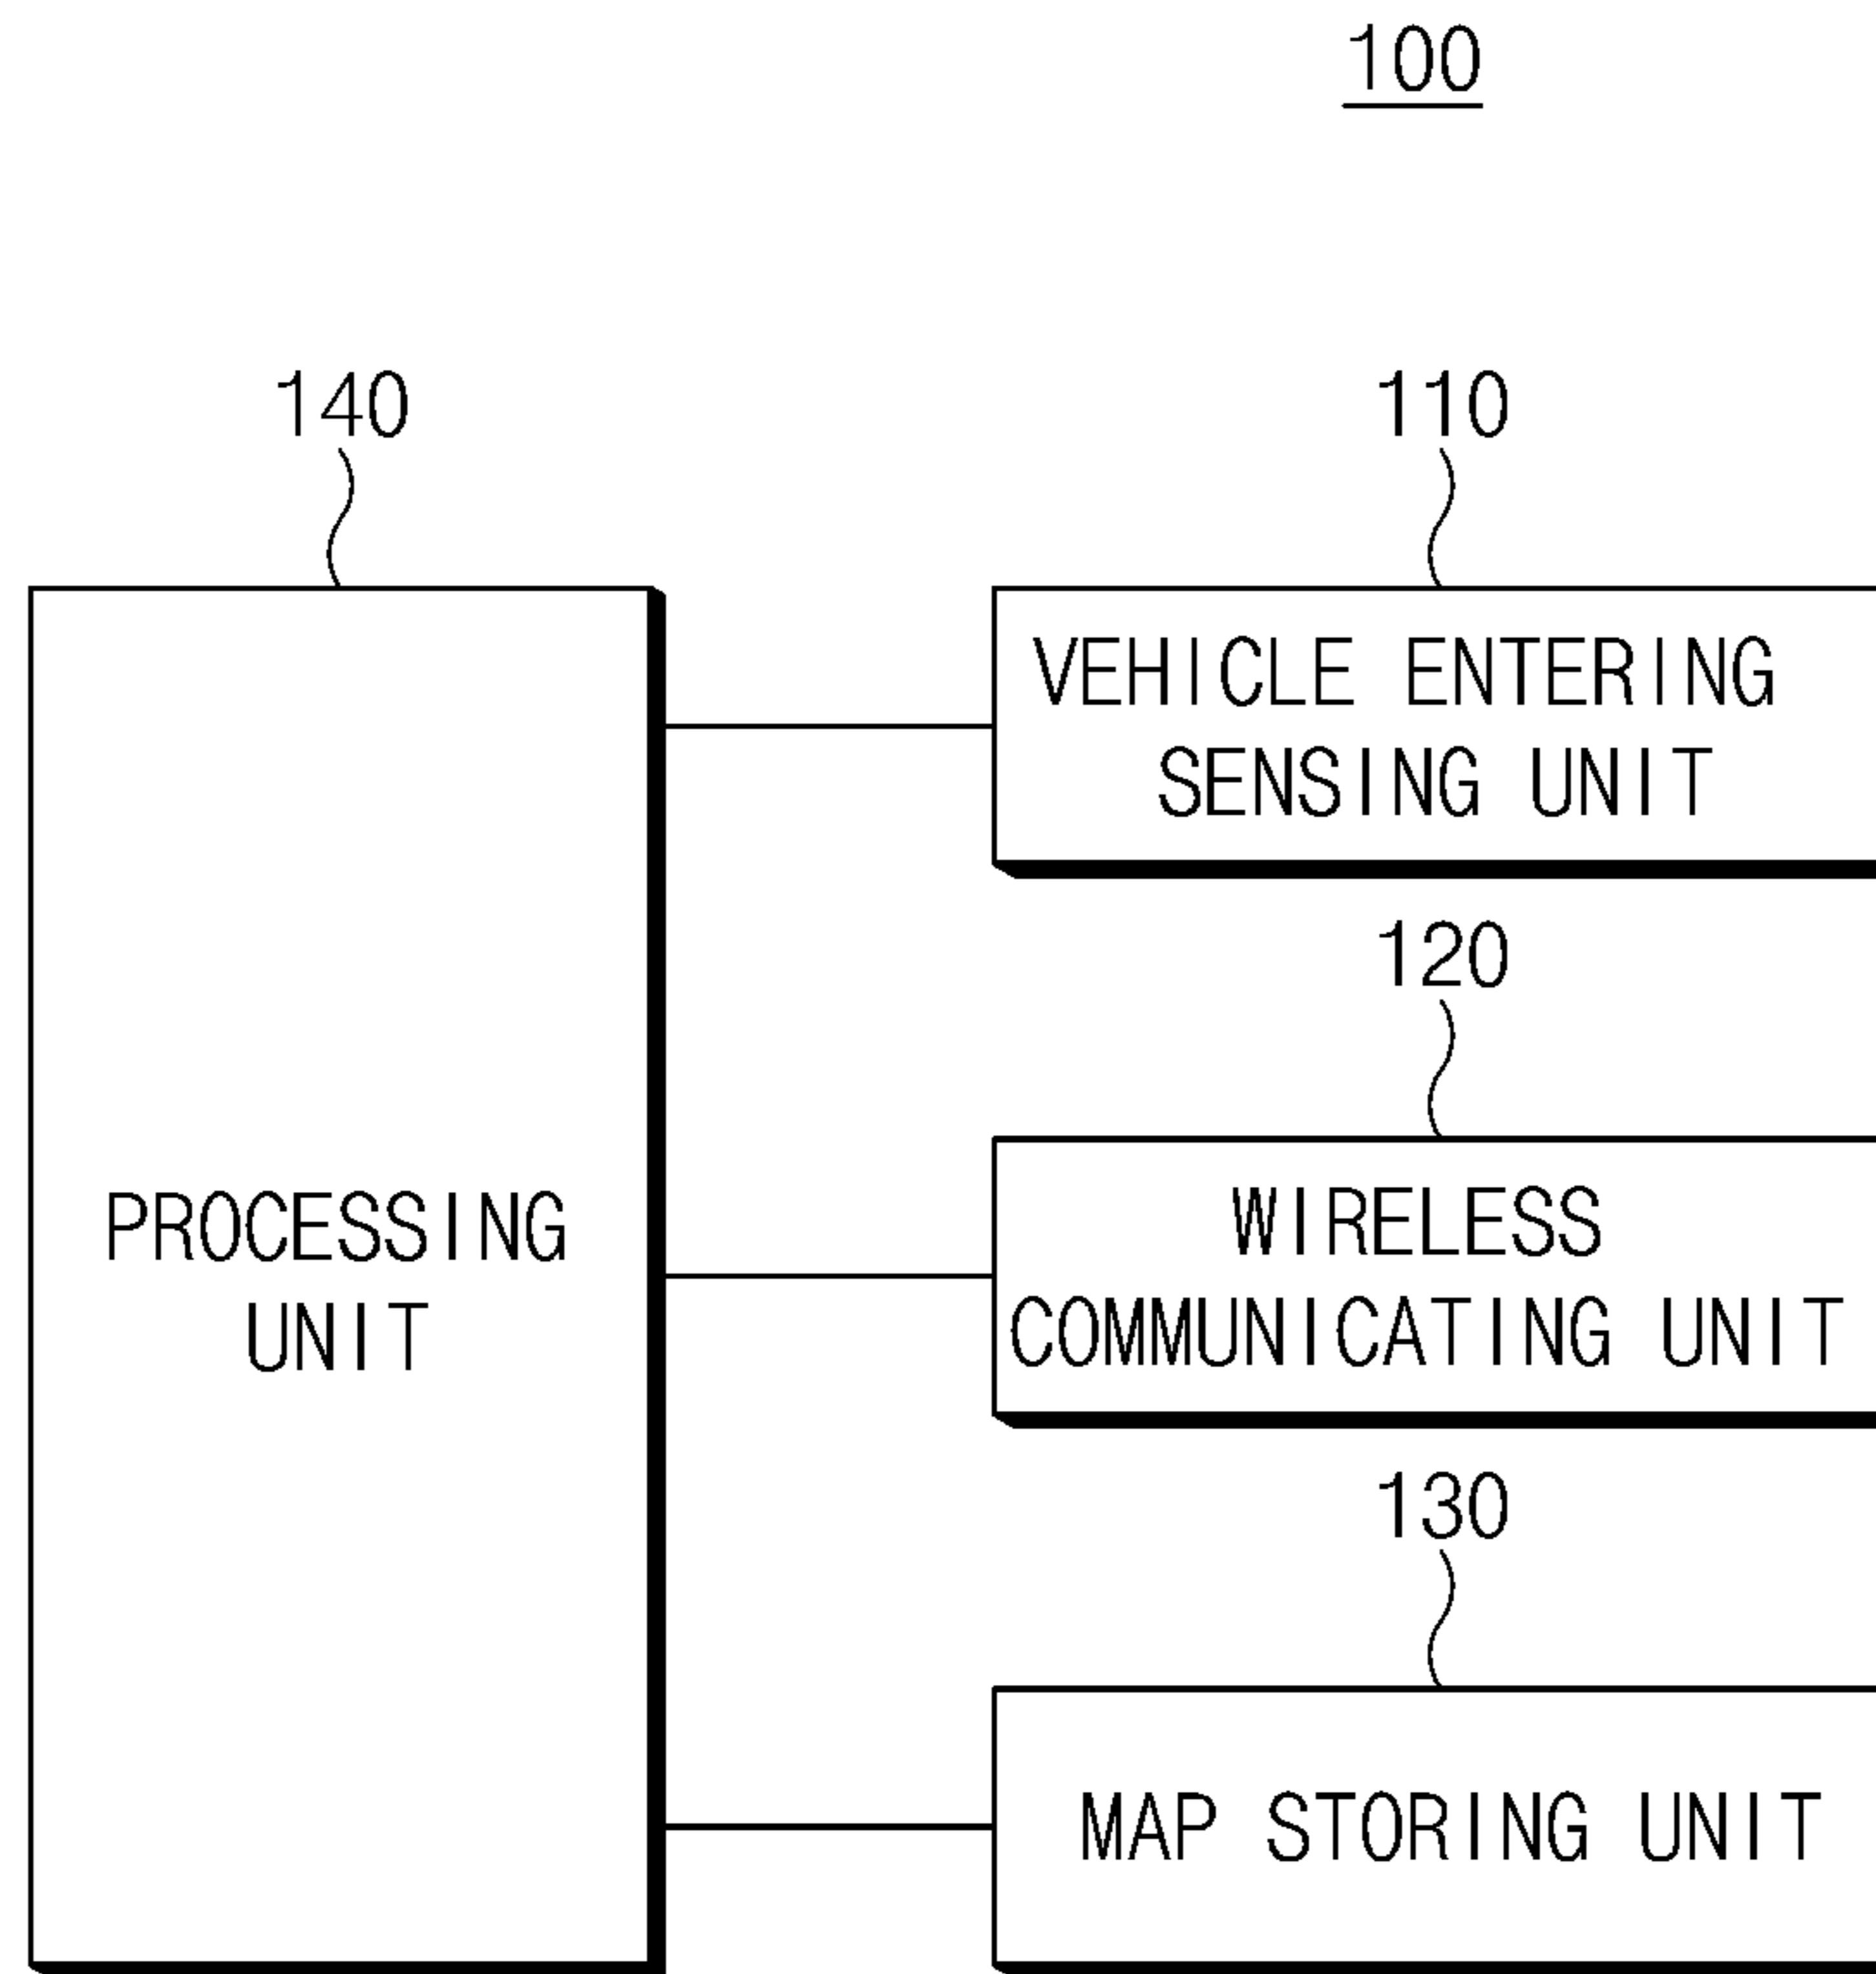 100
140
110
VEHICLE ENTERING
SENSING UNIT
120
PROCESSING
UNIT
WIRELESS
COMMUNICATING UNIT
130
MAP STORING UNIT